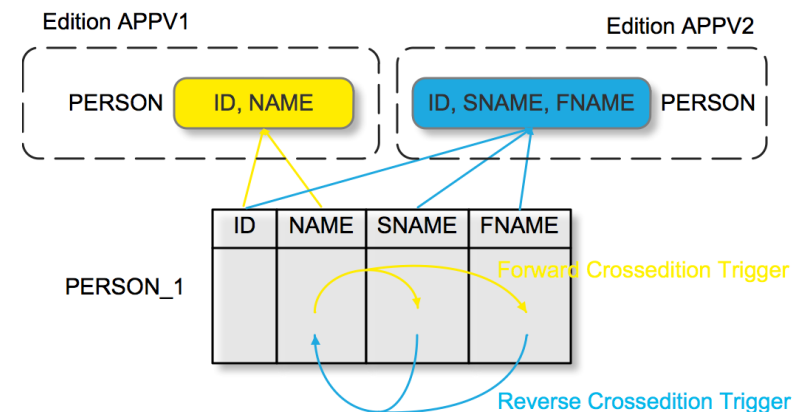 Edition APPV1
Edition APPV2
PERSON
ID, NAME
ID, SNAME, FNAME
PERSON
ID
NAME
SNAME
FNAME
PERSON_1
Forward Crossedition Trigger
Reverse Crossedition Trigger